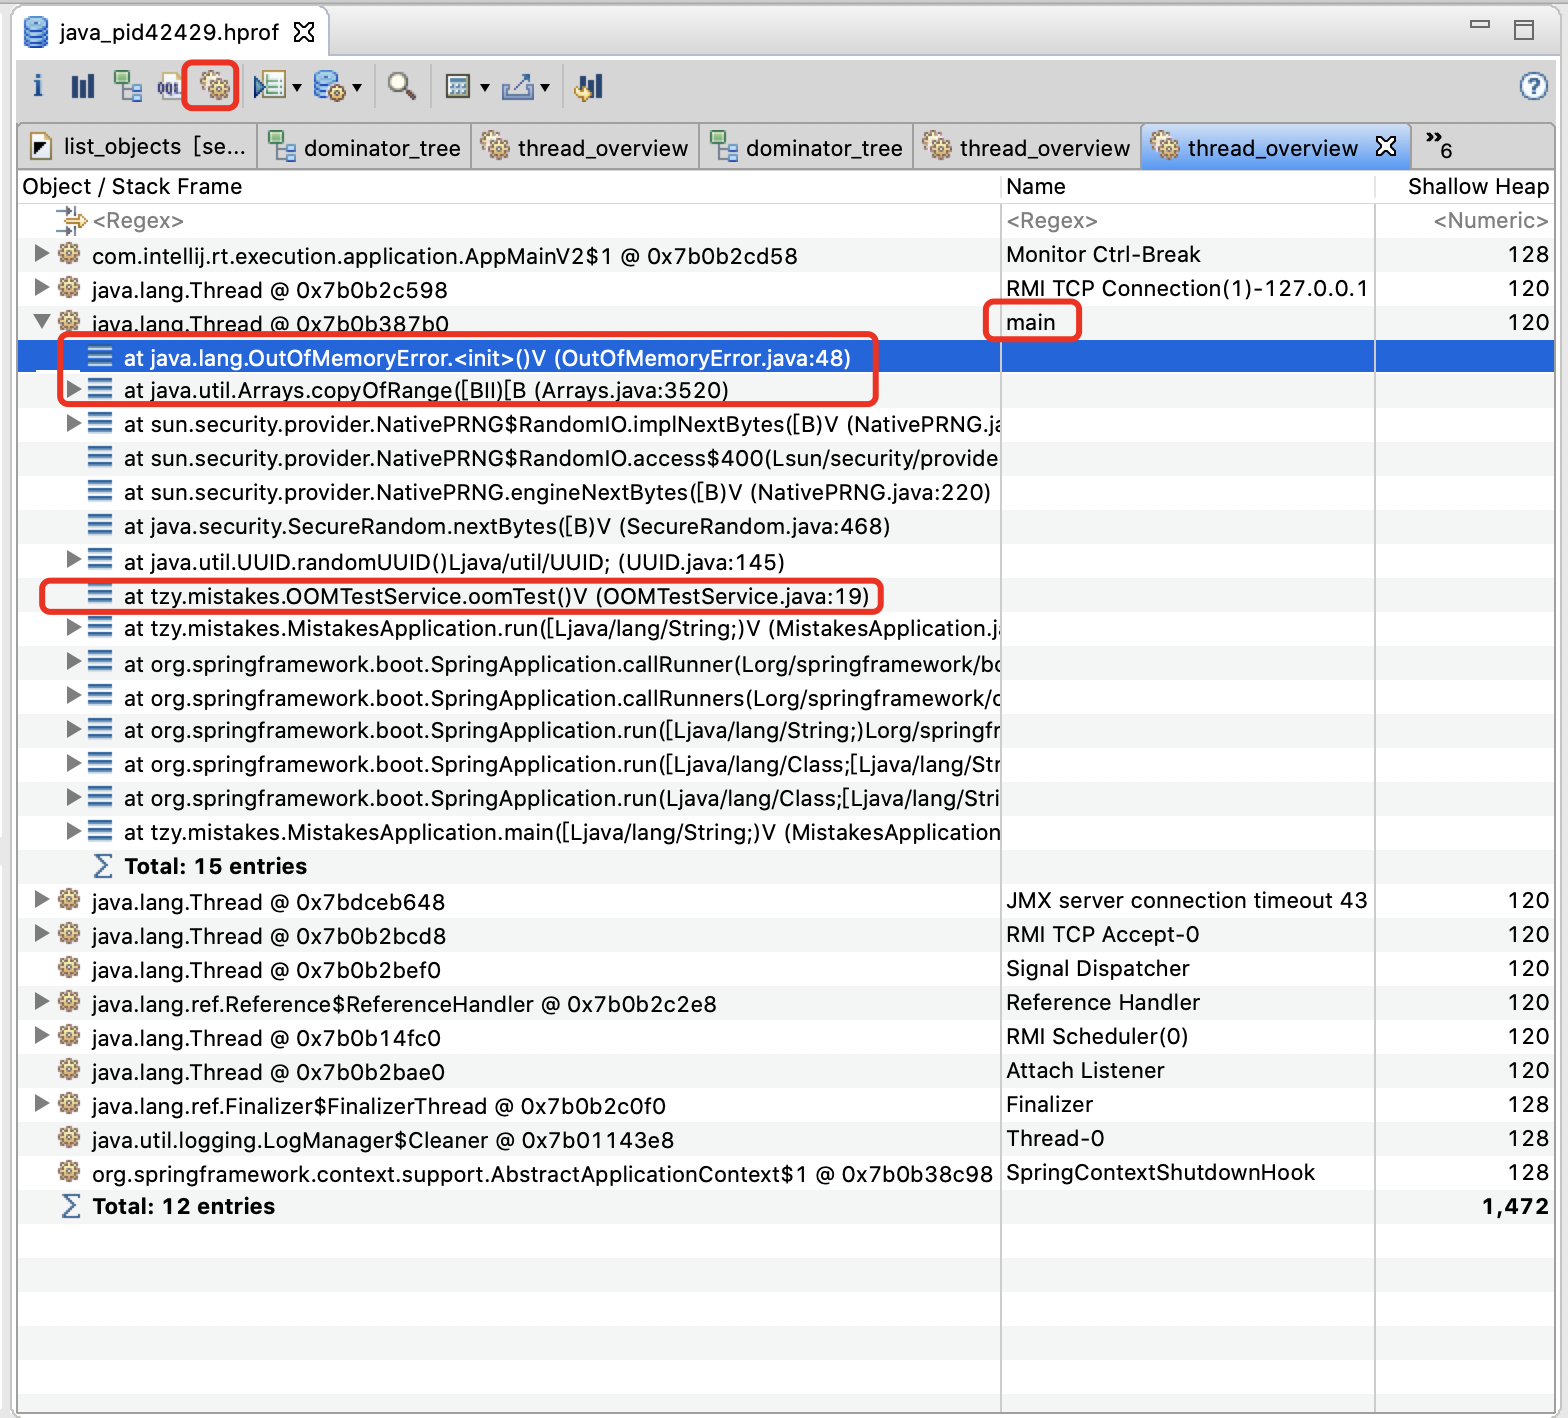 java_pid42429.hprof
OQL
list_objects [se...
dominator_tree
thread_overview
dominator_tree
thread_overview
thread_overview
»6
Object / Stack Frame Name Shallow Heap
<Regex> <Regex> <Numeric>
com.intellij.rt.execution.application.AppMainV2$1 @ 0x7b0b2cd58 Monitor Ctrl-Break 128
java.lang.Thread @ 0x7b0b2c598 RMI TCP Connection(1)-127.0.0.1 120
java.lang.Thread @ 0x7b0b387b0 main 120
at java.lang.OutOfMemoryError.<init>()V (OutOfMemoryError.java:48)
at java.util.Arrays.copyOfRange([BII)[B (Arrays.java:3520)
at sun.security.provider.NativePRNG$RandomIO.implNextBytes([B)V (NativePRNG.ja
at sun.security.provider.NativePRNG$RandomIO.access$400(Lsun/security/provide
at sun.security.provider.NativePRNG.engineNextBytes([B)V (NativePRNG.java:220)
at java.security.SecureRandom.nextBytes([B)V (SecureRandom.java:468)
at java.util.UUID.randomUUID()Ljava/util/UUID; (UUID.java:145)
at tzy.mistakes.OOMTestService.oomTest()V (OOMTestService.java:19)
at tzy.mistakes.MistakesApplication.run([Ljava/lang/String;)V (MistakesApplication.ja
at org.springframework.boot.SpringApplication.callRunner(Lorg/springframework/bo
at org.springframework.boot.SpringApplication.callRunners(Lorg/springframework/c
at org.springframework.boot.SpringApplication.run([Ljava/lang/String;)Lorg/springfr
at org.springframework.boot.SpringApplication.run([Ljava/lang/Class;[Ljava/lang/Str
at org.springframework.boot.SpringApplication.run(Ljava/lang/Class;[Ljava/lang/Stri
at tzy.mistakes.MistakesApplication.main([Ljava/lang/String;)V (MistakesApplication
Total: 15 entries
java.lang.Thread @ 0x7bdceb648 JMX server connection timeout 43 120
java.lang.Thread @ 0x7b0b2bcd8 RMI TCP Accept-0 120
java.lang.Thread @ 0x7b0b2bef0 Signal Dispatcher 120
java.lang.ref.Reference$ReferenceHandler @ 0x7b0b2c2e8 Reference Handler 120
java.lang.Thread @ 0x7b0b14fc0 RMI Scheduler(0) 120
java.lang.Thread @ 0x7b0b2bae0 Attach Listener 120
java.lang.ref.Finalizer$FinalizerThread @ 0x7b0b2c0f0 Finalizer 128
java.util.logging.LogManager$Cleaner @ 0x7b01143e8 Thread-0 128
org.springframework.context.support.AbstractApplicationContext$1 @ 0x7b0b38c98 SpringContextShutdownHook 128
Total: 12 entries 1,472